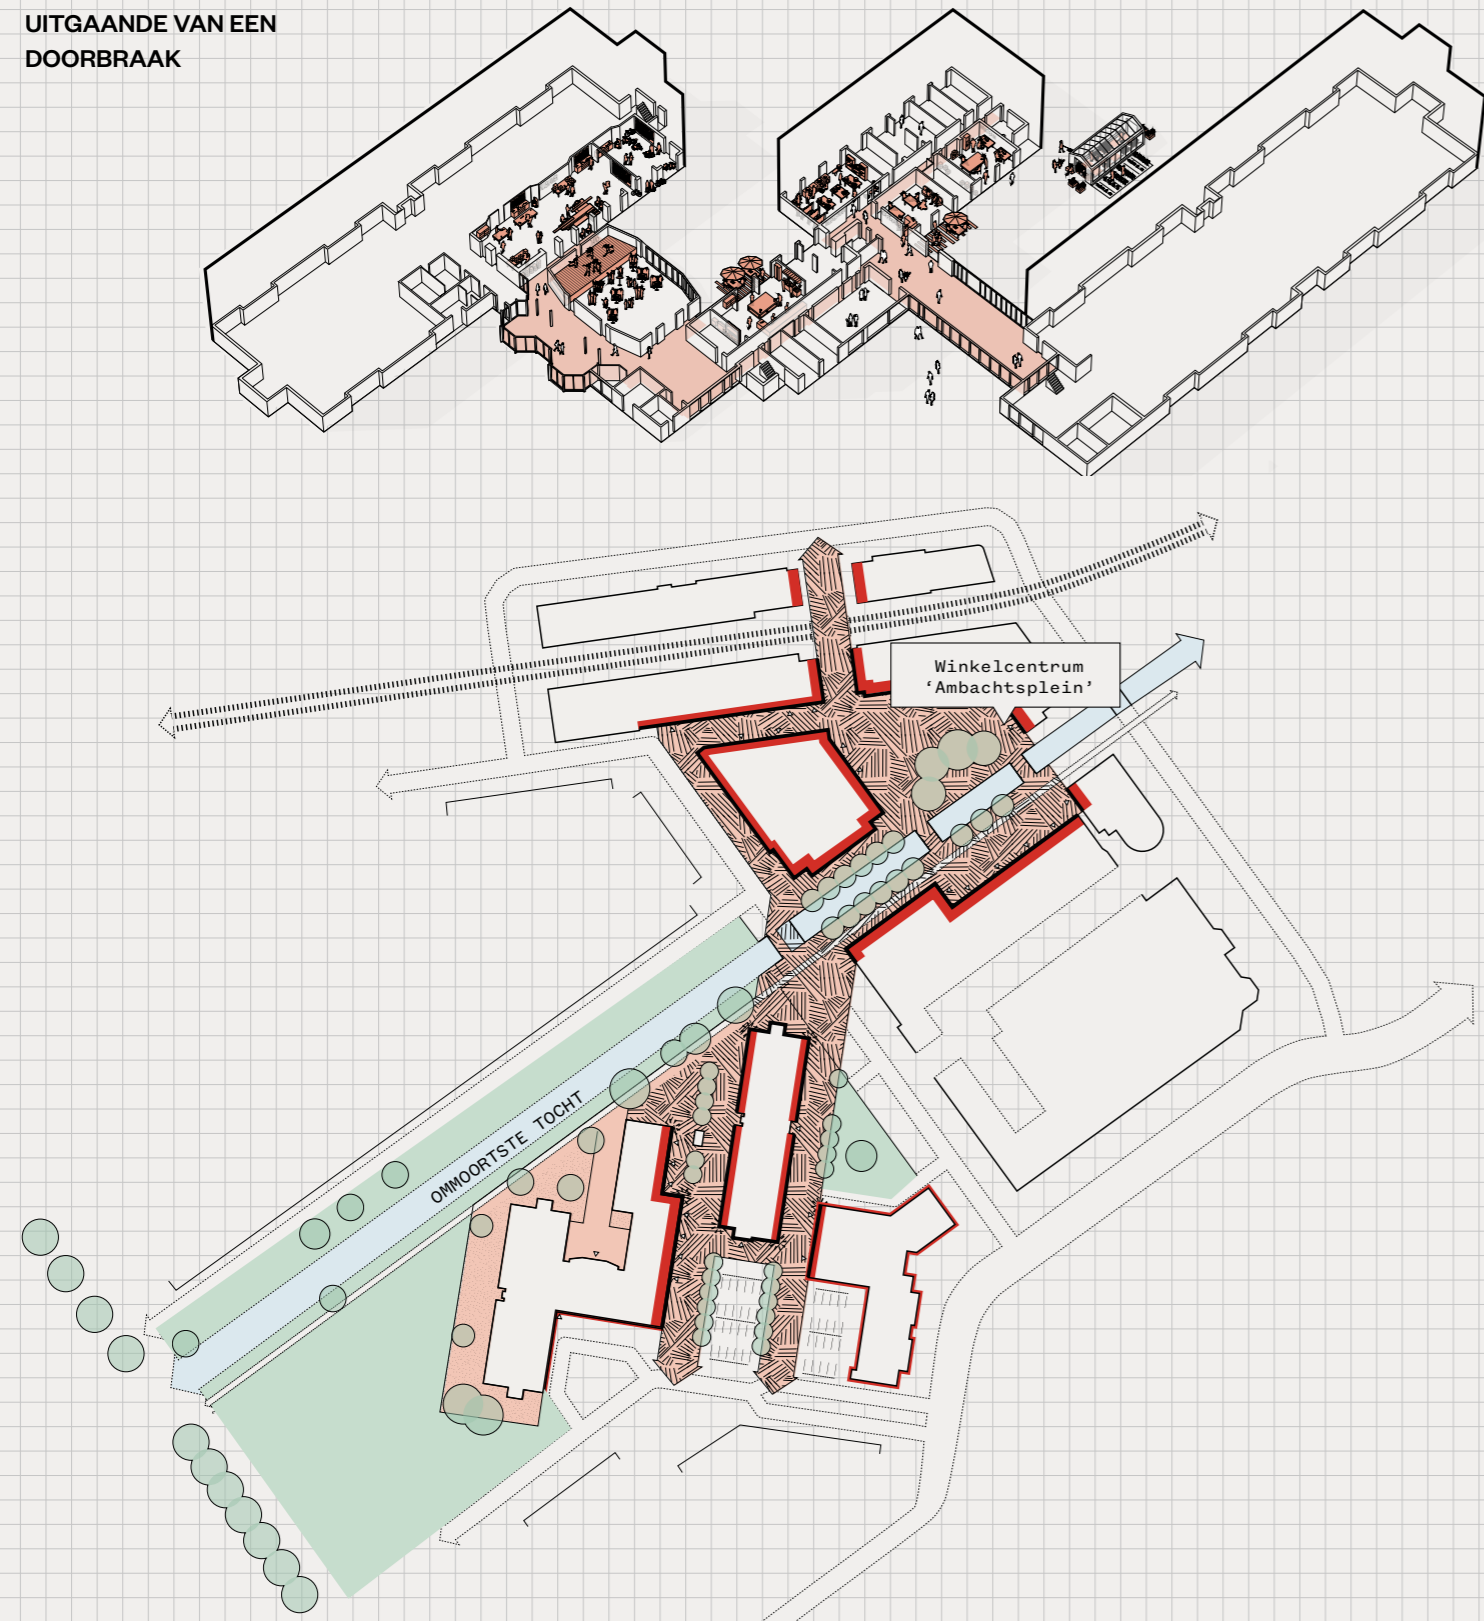 UITGAANDE VAN EEN
DOORBRAAK
Winkelcentrum
‘Ambachtsplein’
OMMOORTSTE TOCHT